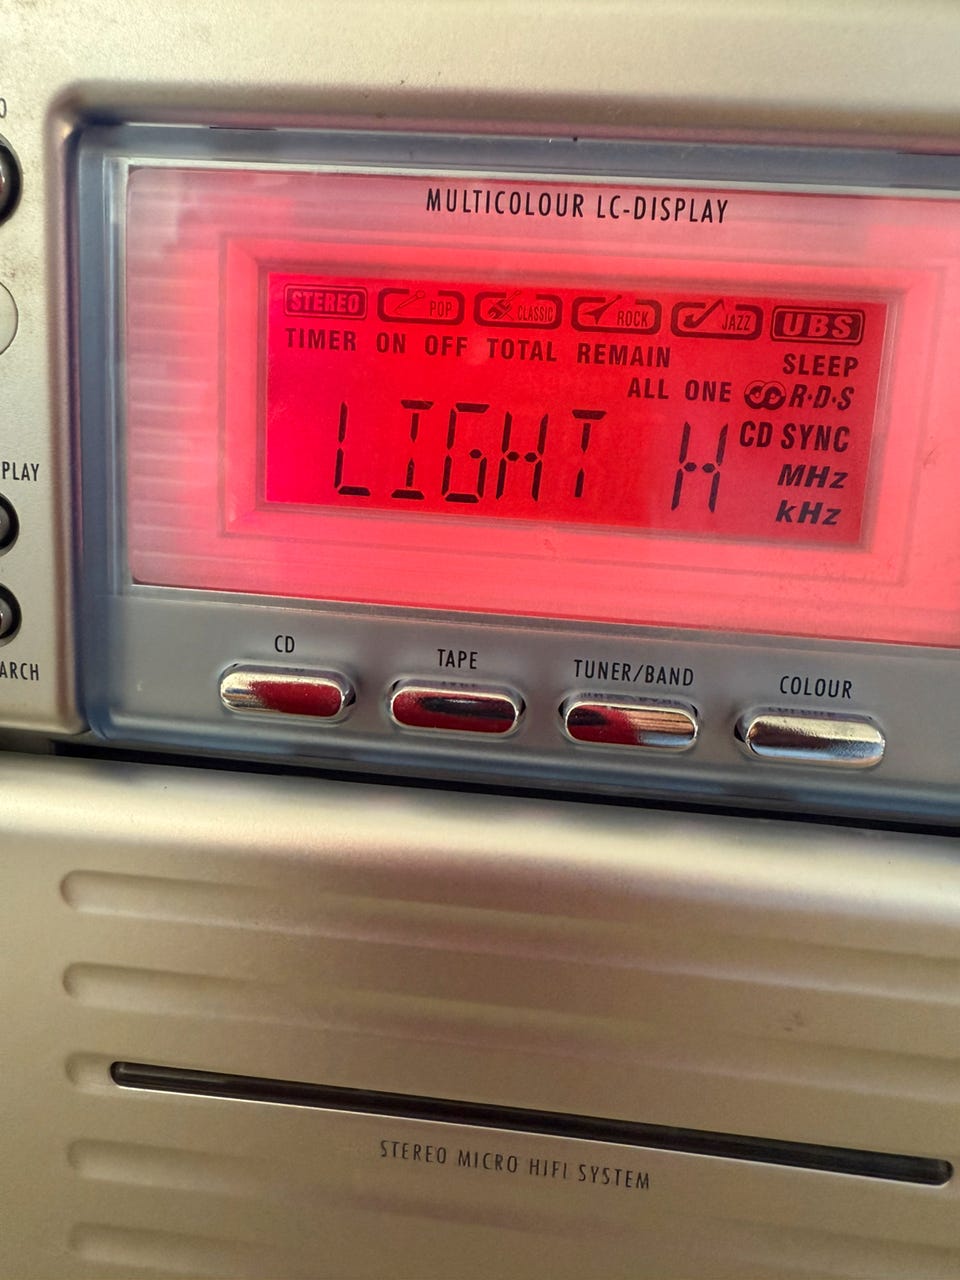 MULTICOLOUR LC-DISPLAY
STEREO POP CLASSIC ROCK JAZZ UBS
TIMER ON OFF TOTAL REMAIN
SLEEP
ALL ONE R·D·S
LIGHT H
CD SYNC
MHz
kHz
PLAY
ARCH
CD TAPE TUNER/BAND COLOUR
STEREO MICRO HIFI SYSTEM